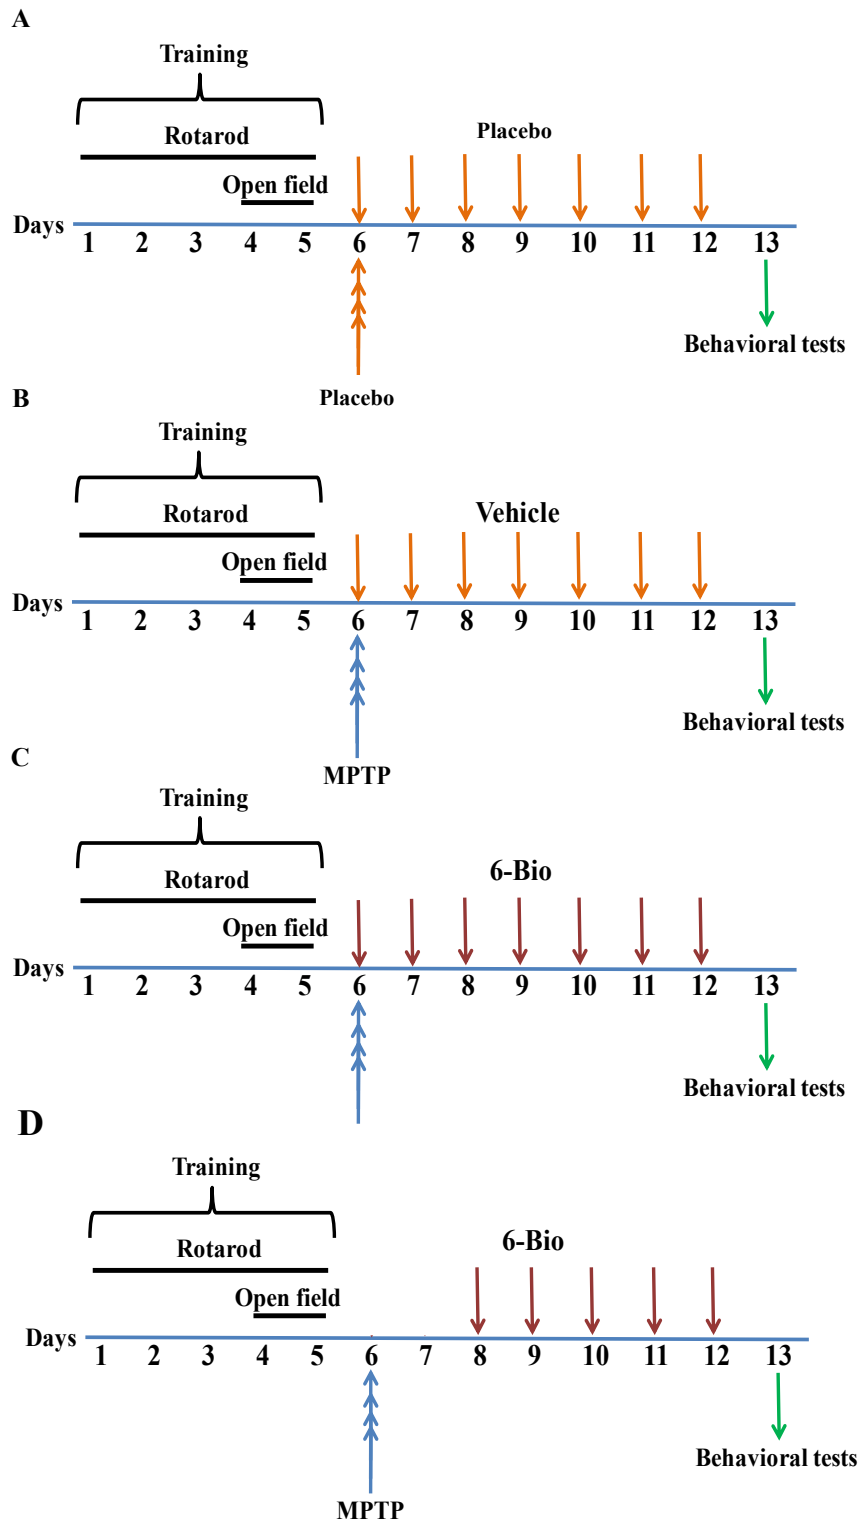 A
Training
Rotarod
Placebo
Open field
Days
1 2 3 4 5 6 7 8 9 10 11 12 13
Behavioral tests
Placebo
B
Training
Rotarod
Vehicle
Open field
Days
1 2 3 4 5 6 7 8 9 10 11 12 13
Behavioral tests
MPTP
C
Training
Rotarod
6-Bio
Open field
Days
1 2 3 4 5 6 7 8 9 10 11 12 13
Behavioral tests
D
Training
Rotarod
6-Bio
Open field
Days
1 2 3 4 5 6 7 8 9 10 11 12 13
Behavioral tests
MPTP